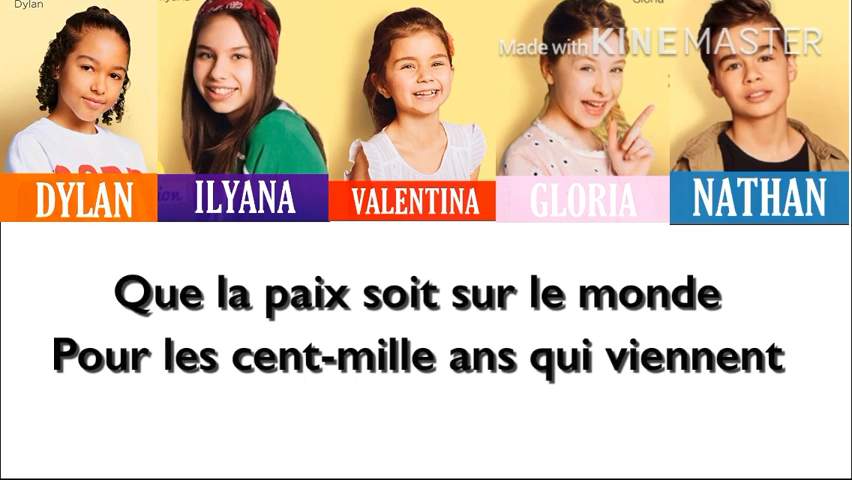 Dylan
Gloria
Made with KINEMASTER
DYLAN
ILYANA
VALENTINA
GLORIA
NATHAN
Que la paix soit sur le monde
Pour les cent-mille ans qui viennent